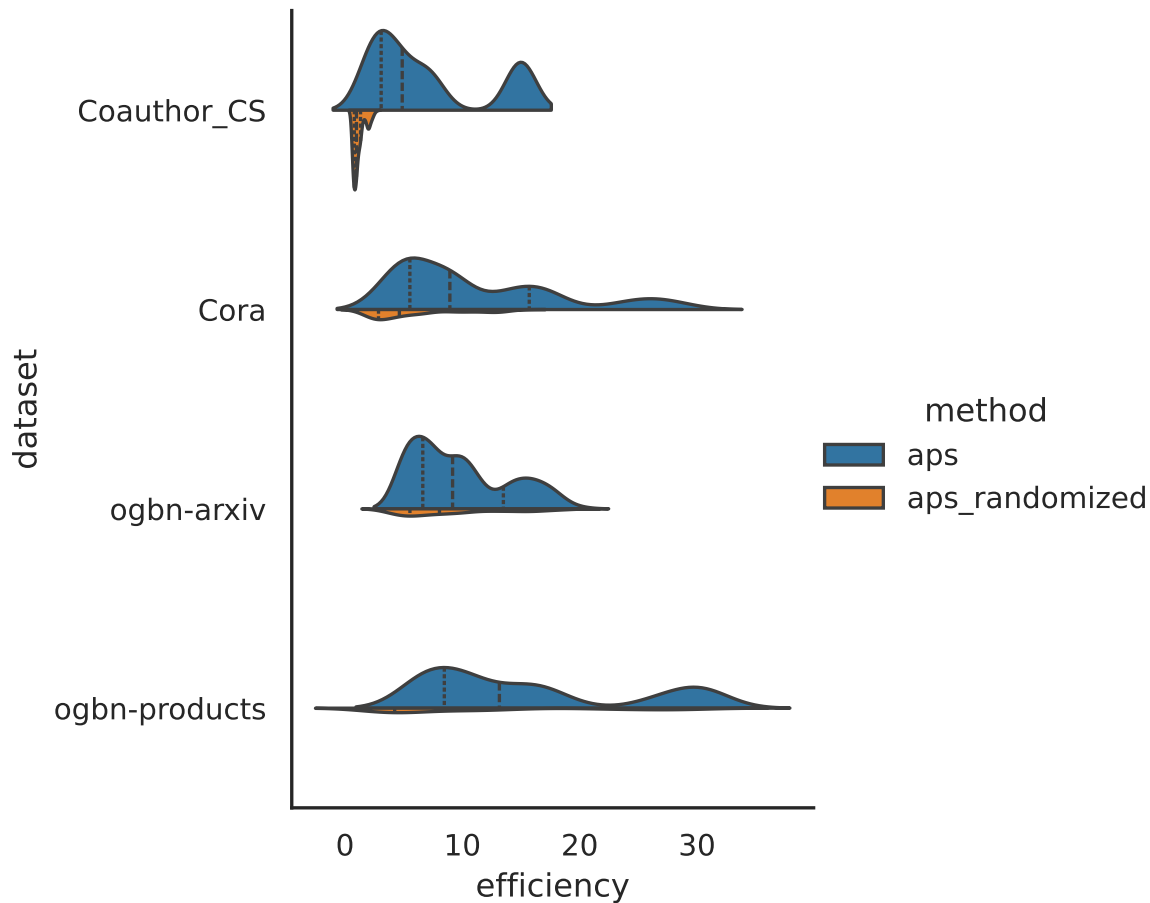 Coauthor_CS
Cora
ogbn-arxiv
ogbn-products
dataset
0 10 20 30
efficiency
method
aps
aps_randomized